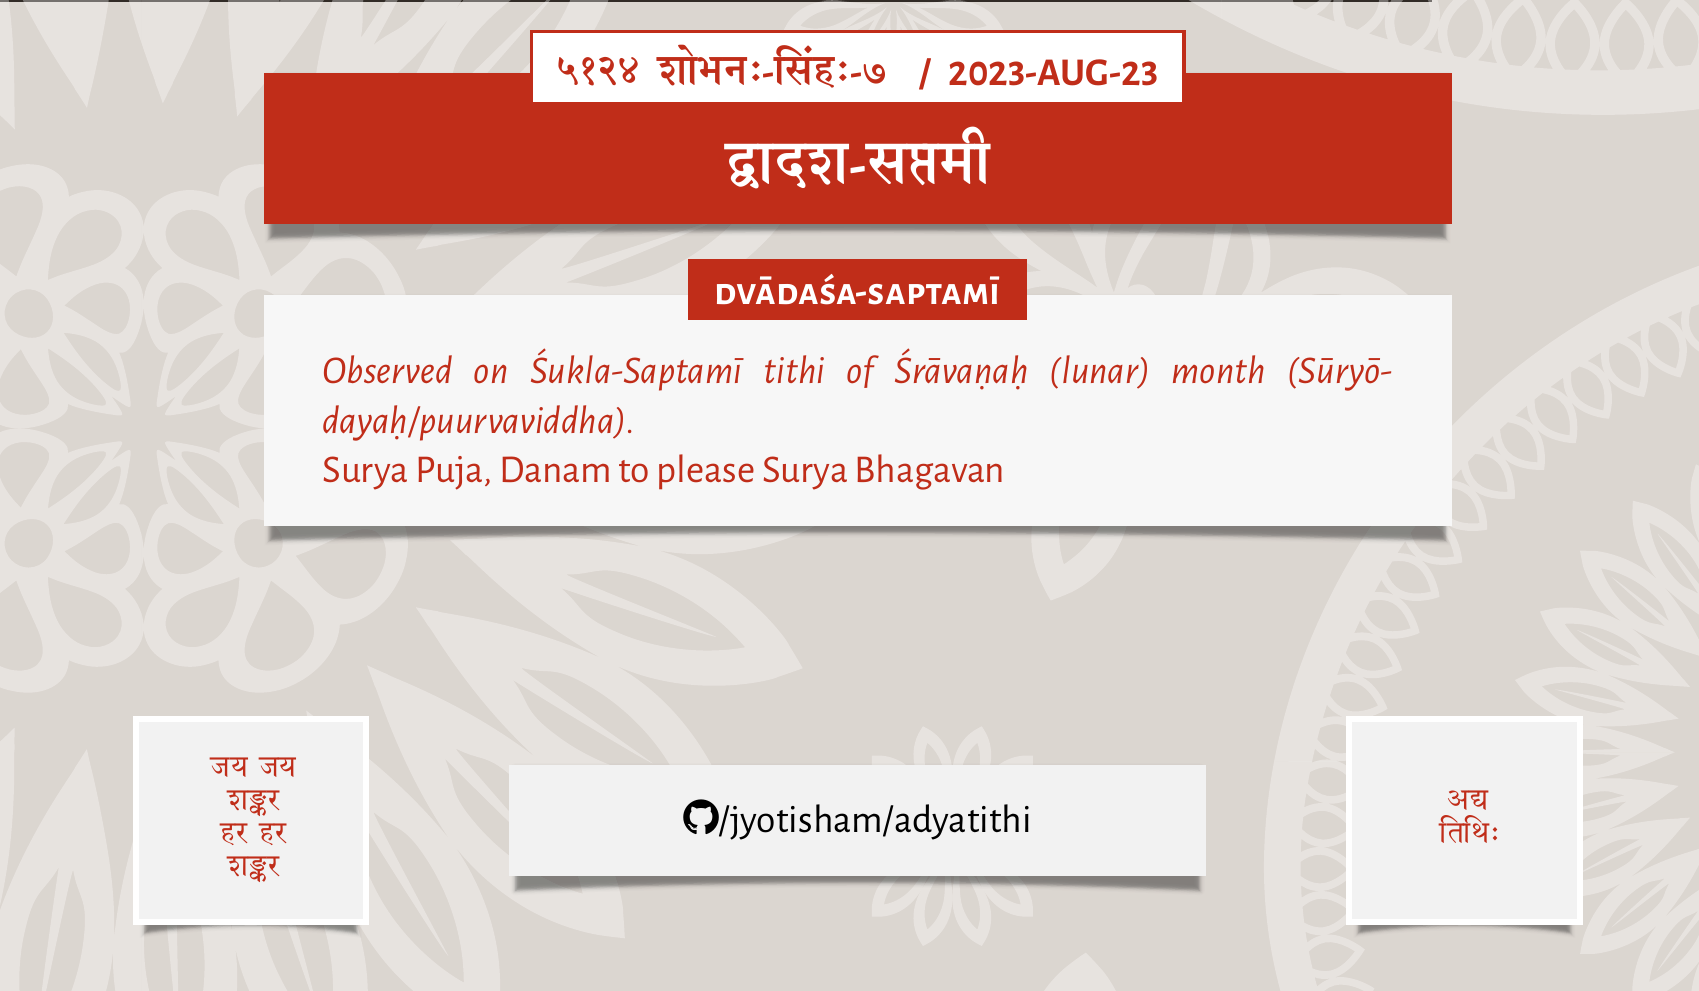 ५१२४ शोभनः-सिंहः-७ / 2023-AUG-23
द्वादश-सप्तमी
DVĀDAŚA-SAPTAMĪ
Observed on Śukla-Saptamī tithi of Śrāvaṇaḥ (lunar) month (Sūryō-
dayaḥ/puurvaviddha).
Surya Puja, Danam to please Surya Bhagavan
जय जय
शङ्कर
हर हर
शङ्कर
/jyotisham/adyatithi
अद्य
तिथिः